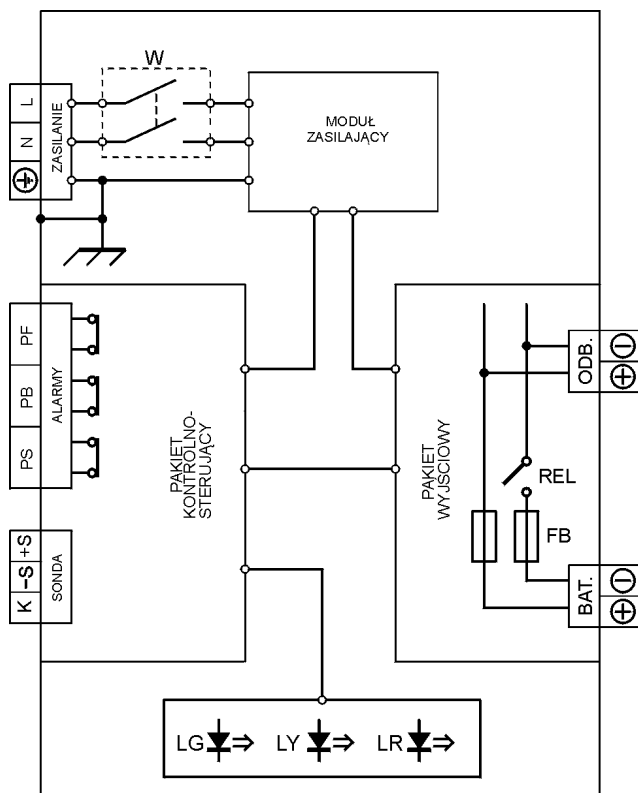 W
L
N
ZASILANIE
MODUŁ
ZASILAJĄCY
PF
PB
PS
ALARMY
PAKIET
KONTROLNO-
STERUJĄCY
PAKIET
WYJŚCIOWY
ODB.
REL
FB
BAT.
+S
-S
K
SONDA
LG
LY
LR